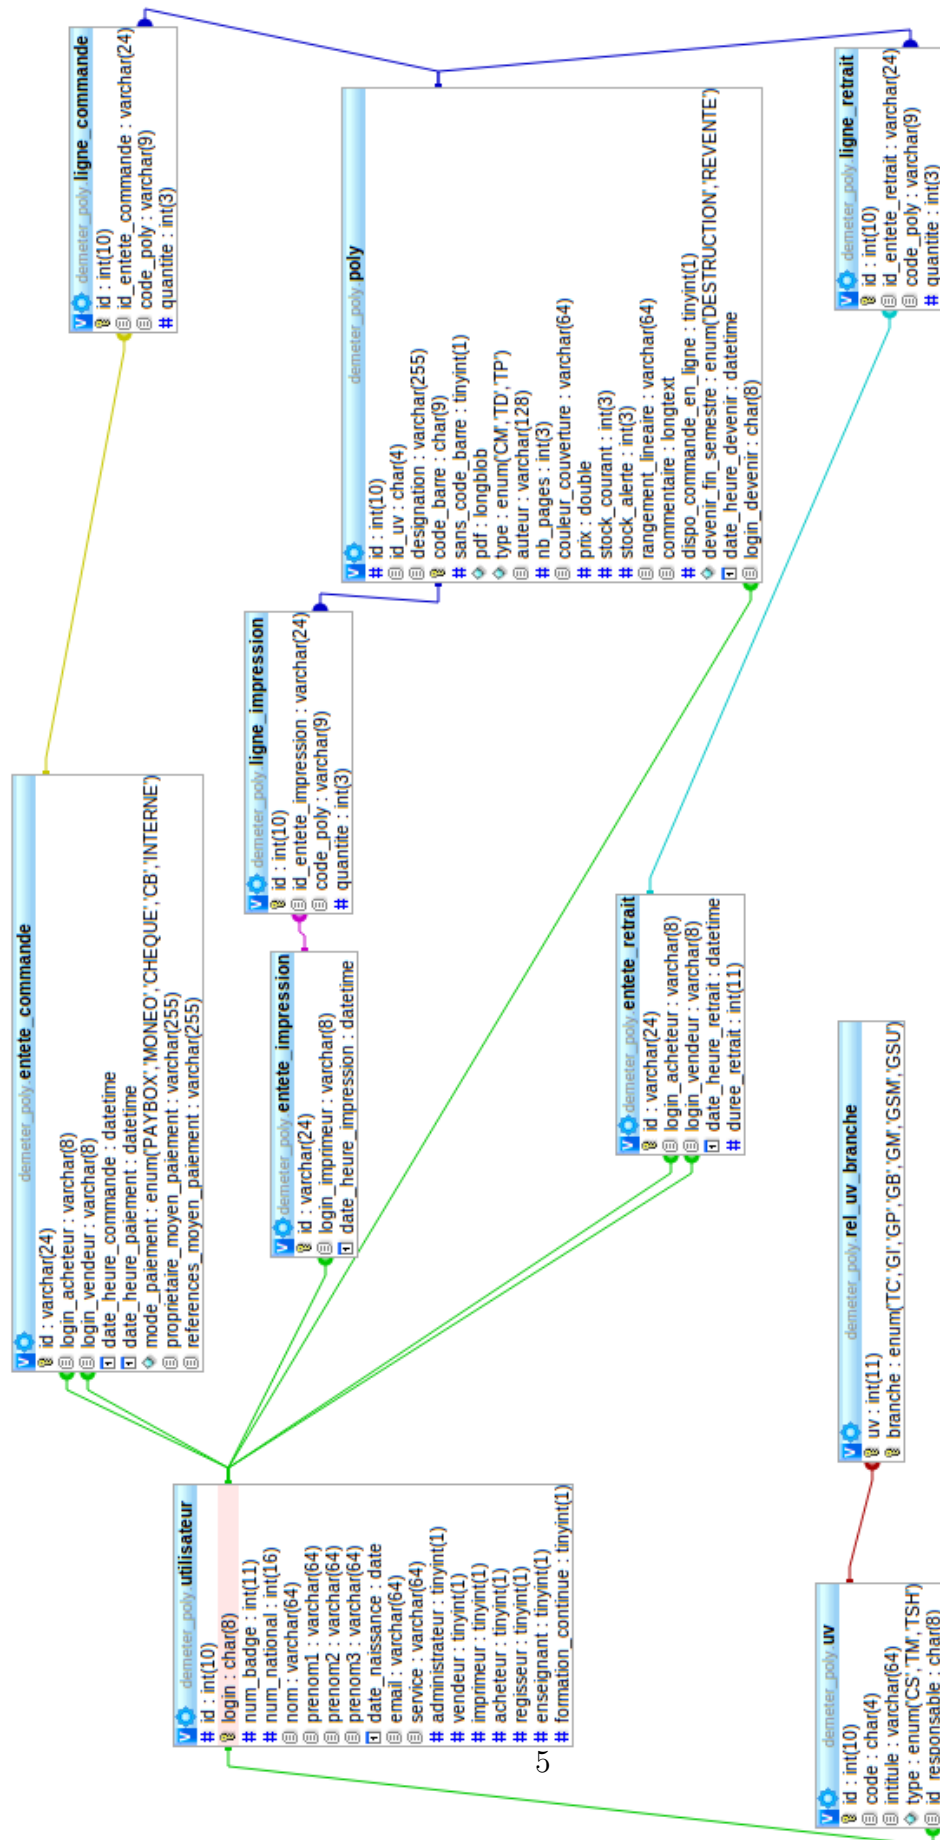 demeter_poly.ligne_commande
id : int(10)
id_entete_commande : varchar(24)
code_poly : varchar(9)
# quantite : int(3)
demeter_poly.poly
# id : int(10)
id_uv : char(4)
designation : varchar(255)
code_barre : char(9)
# sans_code_barre : tinyint(1)
pdf : longblob
type : enum('CM','TD','TP')
auteur : varchar(128)
# nb_pages : int(3)
couleur_couverture : varchar(64)
# prix : double
# stock_courant : int(3)
# stock_alerte : int(3)
rangement_lineaire : varchar(64)
commentaire : longtext
# dispo_commande_en_ligne : tinyint(1)
devenir_fin_semestre : enum('DESTRUCTION','REVENTE')
date_heure_devenir : datetime
login_devenir : char(8)
demeter_poly.ligne_retrait
id : int(10)
id_entete_retrait : varchar(24)
code_poly : varchar(9)
# quantite : int(3)
demeter_poly.ligne_impression
id : int(10)
id_entete_impression : varchar(24)
code_poly : varchar(9)
# quantite : int(3)
demeter_poly.entete_commande
id : varchar(24)
login_acheteur : varchar(8)
login_vendeur : varchar(8)
date_heure_commande : datetime
date_heure_paiement : datetime
mode_paiement : enum('PAYBOX','MONEO','CHEQUE','CB','INTERNE')
proprietaire_moyen_paiement : varchar(255)
references_moyen_paiement : varchar(255)
demeter_poly.entete_impression
id : varchar(24)
login_imprimeur : varchar(8)
date_heure_impression : datetime
demeter_poly.entete_retrait
id : varchar(24)
login_acheteur : varchar(8)
login_vendeur : varchar(8)
date_heure_retrait : datetime
# duree_retrait : int(11)
demeter_poly.rel_uv_branche
uv : int(11)
branche : enum('TC','GI','GP','GB','GM','GSM','GSU')
demeter_poly.utilisateur
# id : int(10)
login : char(8)
# num_badge : int(11)
# num_national : int(16)
nom : varchar(64)
prenom1 : varchar(64)
prenom2 : varchar(64)
prenom3 : varchar(64)
date_naissance : date
email : varchar(64)
service : varchar(64)
# administrateur : tinyint(1)
# vendeur : tinyint(1)
# imprimeur : tinyint(1)
# acheteur : tinyint(1)
# regisseur : tinyint(1)
# enseignant : tinyint(1)
# formation_continue : tinyint(1)
demeter_poly.uv
id : int(10)
code : char(4)
intitule : varchar(64)
type : enum('CS','TM','TSH')
id_responsable : char(8)
5